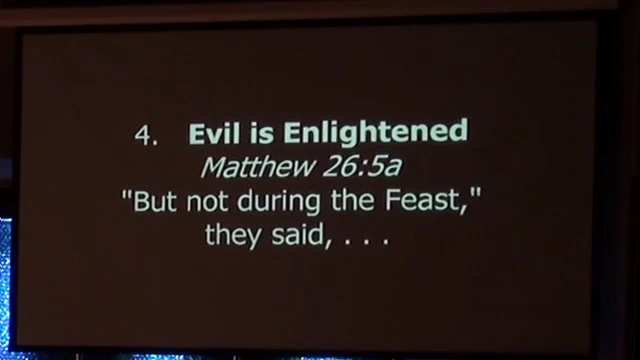 4. Evil is Enlightened
Matthew 26:5a
"But not during the Feast,"
they said, . . .